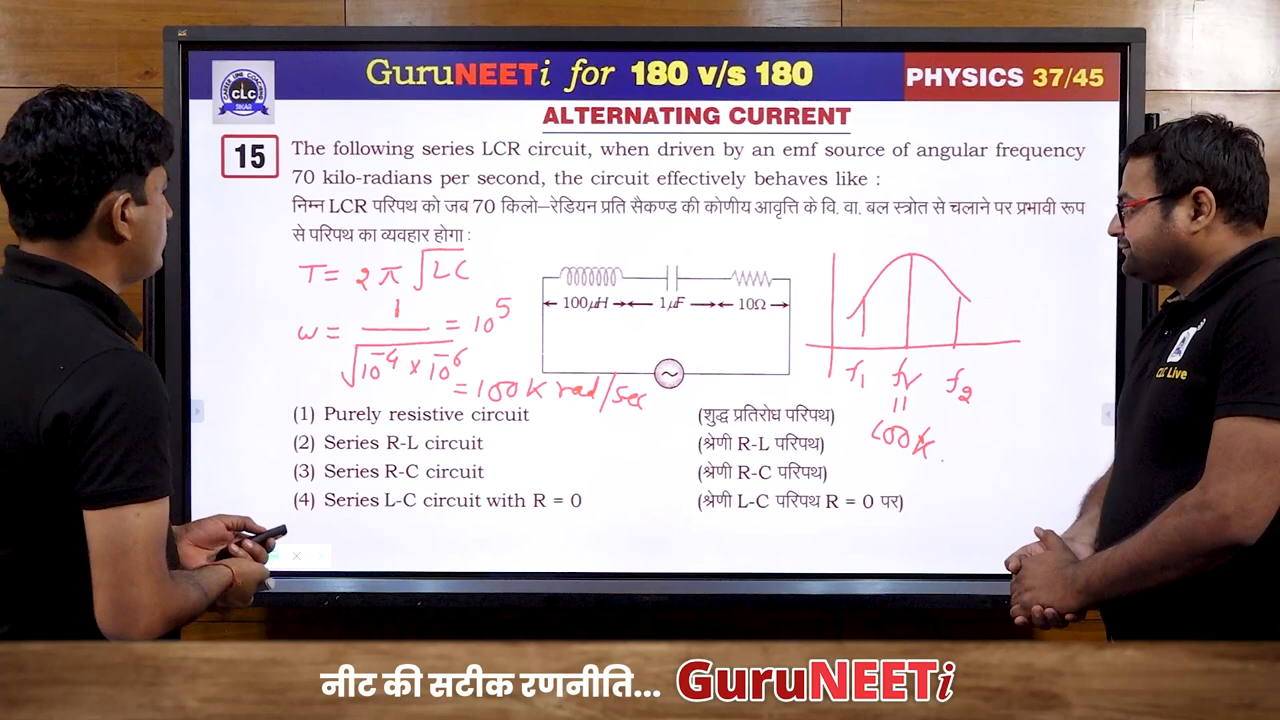 GuruNEETi for 180 v/s 180
PHYSICS 37/45
CLC
SIKAR
ALTERNATING CURRENT
15
The following series LCR circuit, when driven by an emf source of angular frequency
70 kilo-radians per second, the circuit effectively behaves like :
निम्न LCR परिपथ को जब 70 किलो–रेडियन प्रति सैकण्ड की कोणीय आवृत्ति के वि. वा. बल स्त्रोत से चलाने पर प्रभावी रूप
से परिपथ का व्यवहार होगा :
T = 2 π √LC
ω = 1 / √10⁻⁴ × 10⁻⁶ = 10⁵
= 100 K rad/sec
100μH 1μF 10Ω
f₁ fr f₂
=
100K
(1) Purely resistive circuit (शुद्ध प्रतिरोध परिपथ)
(2) Series R-L circuit (श्रेणी R-L परिपथ)
(3) Series R-C circuit (श्रेणी R-C परिपथ)
(4) Series L-C circuit with R = 0 (श्रेणी L-C परिपथ R = 0 पर)
CLC Live
नीट की सटीक रणनीति... GuruNEETi